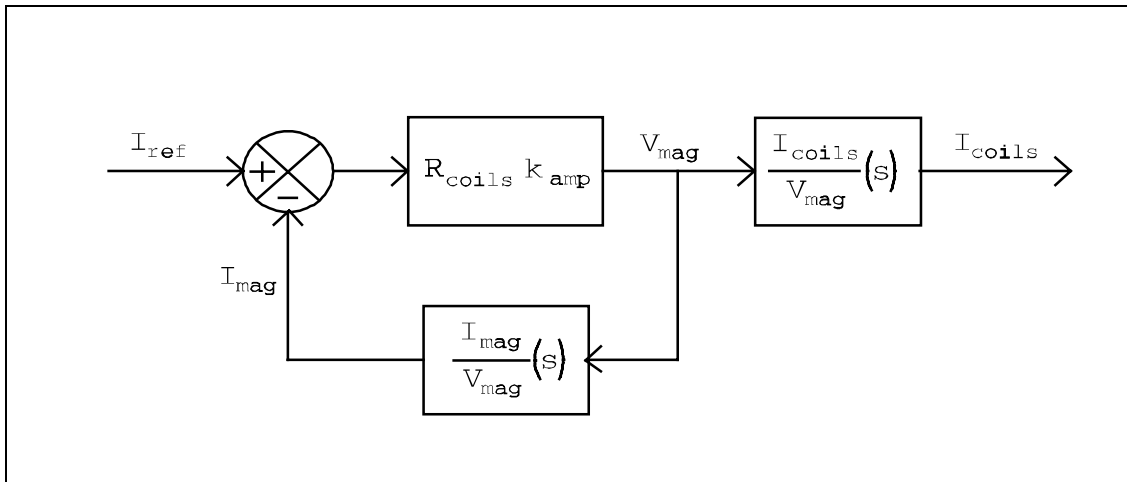 I_ref
+
−
R_coils k_amp
V_mag
I_coils
V_mag
(s)
I_coils
I_mag
I_mag
V_mag
(s)